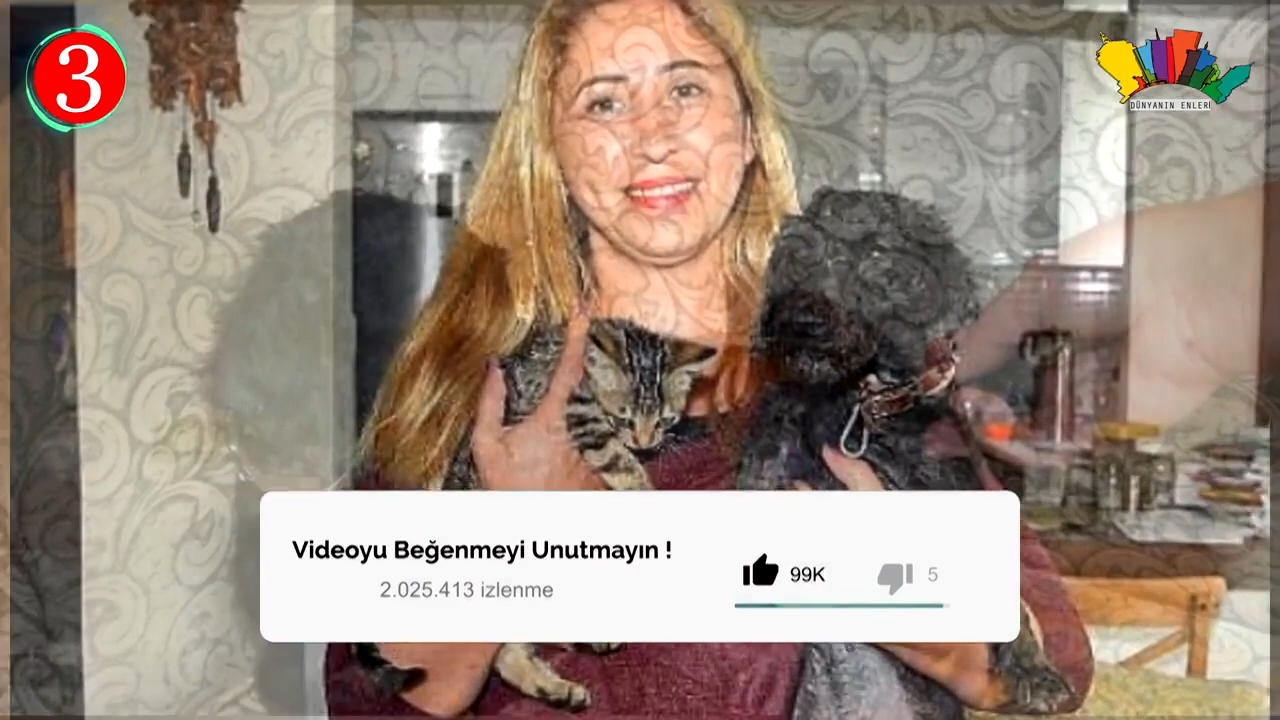 3
DÜNYANIN ENLERİ
Videoyu Beğenmeyi Unutmayın !
2.025.413 izlenme
99K
5